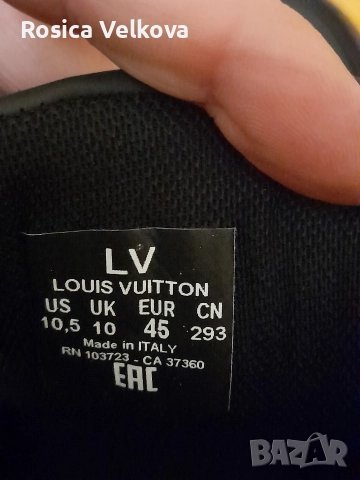 Rosica Velkova
LV
LOUIS VUITTON
US UK EUR CN
10,5 10 45 293
Made in ITALY
RN 103723 - CA 37360
EAC
BAZAR